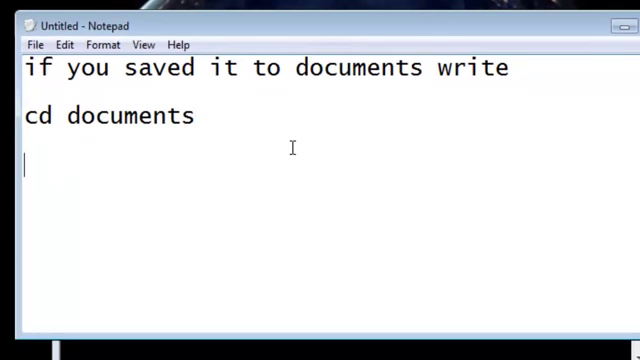 Untitled - Notepad
File Edit Format View Help
if you saved it to documents write
cd documents